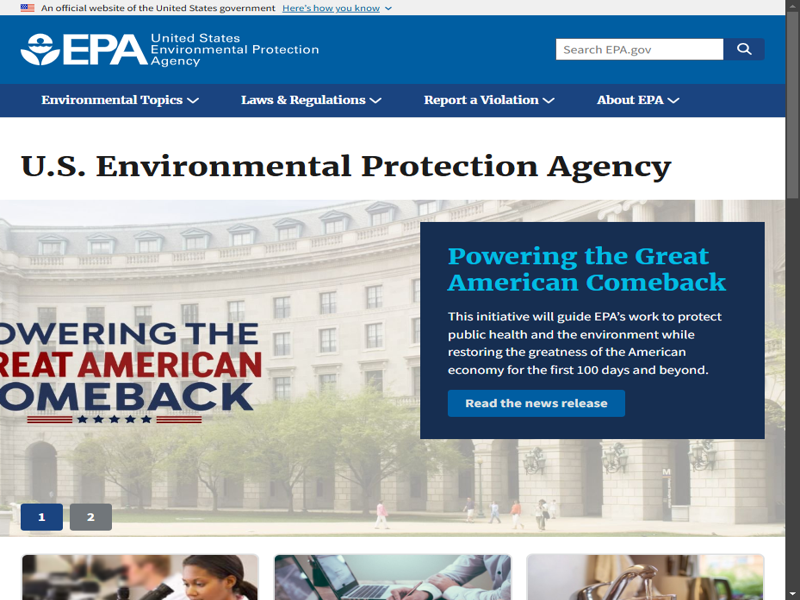 An official website of the United States government Here's how you know
EPA
United States
Environmental Protection
Agency
Search EPA.gov
Environmental Topics
Laws & Regulations
Report a Violation
About EPA
U.S. Environmental Protection Agency
OWERING THE
REAT AMERICAN
OMEBACK
Powering the Great
American Comeback
This initiative will guide EPA's work to protect
public health and the environment while
restoring the greatness of the American
economy for the first 100 days and beyond.
Read the news release
M
1
2